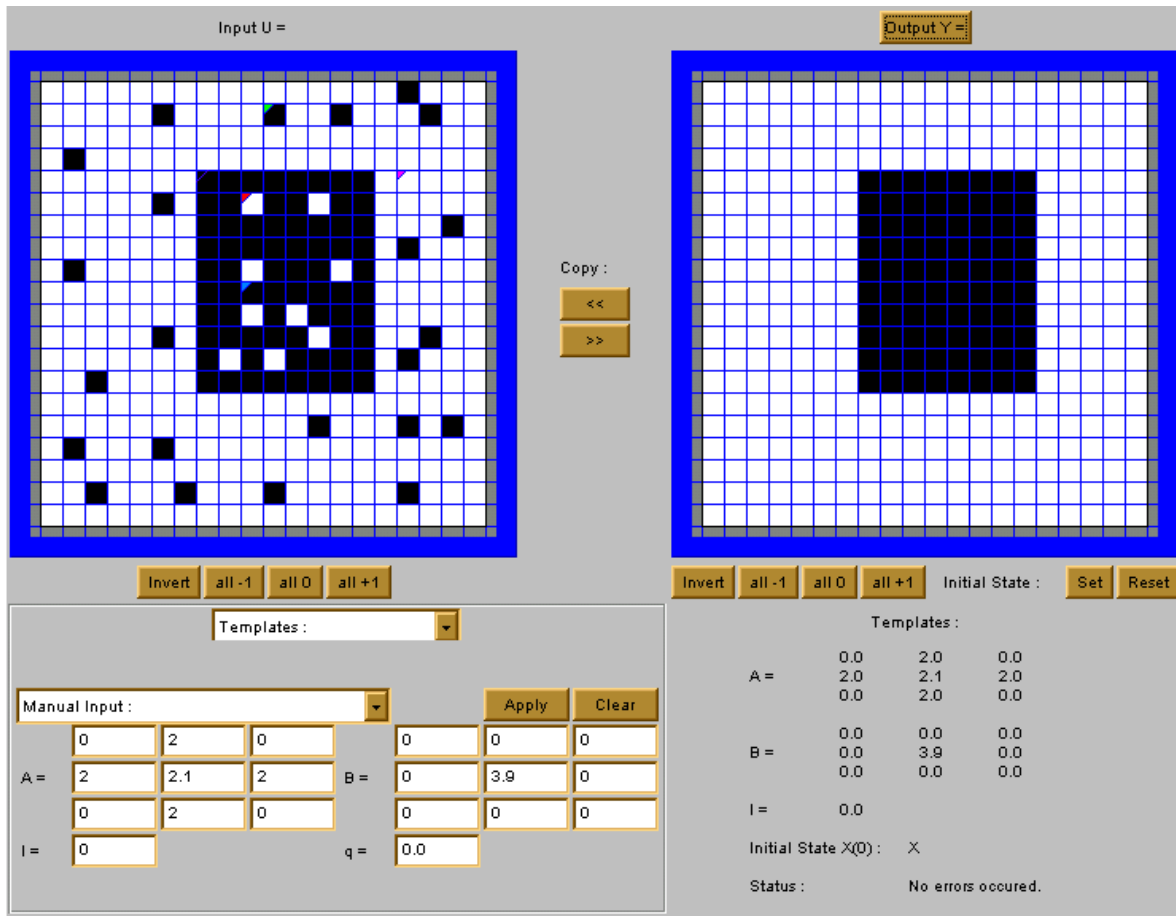 Input U =
Output Y =
Copy :
<<
>>
Invert all -1 all 0 all +1
Invert all -1 all 0 all +1 Initial State : Set Reset
Templates :
Manual Input : Apply Clear
0 2 0 0 0 0
A = 2 2.1 2 B = 0 3.9 0
0 2 0 0 0 0
I = 0 q = 0.0
Templates :
0.0 2.0 0.0
A = 2.0 2.1 2.0
0.0 2.0 0.0
0.0 0.0 0.0
B = 0.0 3.9 0.0
0.0 0.0 0.0
I = 0.0
Initial State X(0) : X
Status : No errors occured.